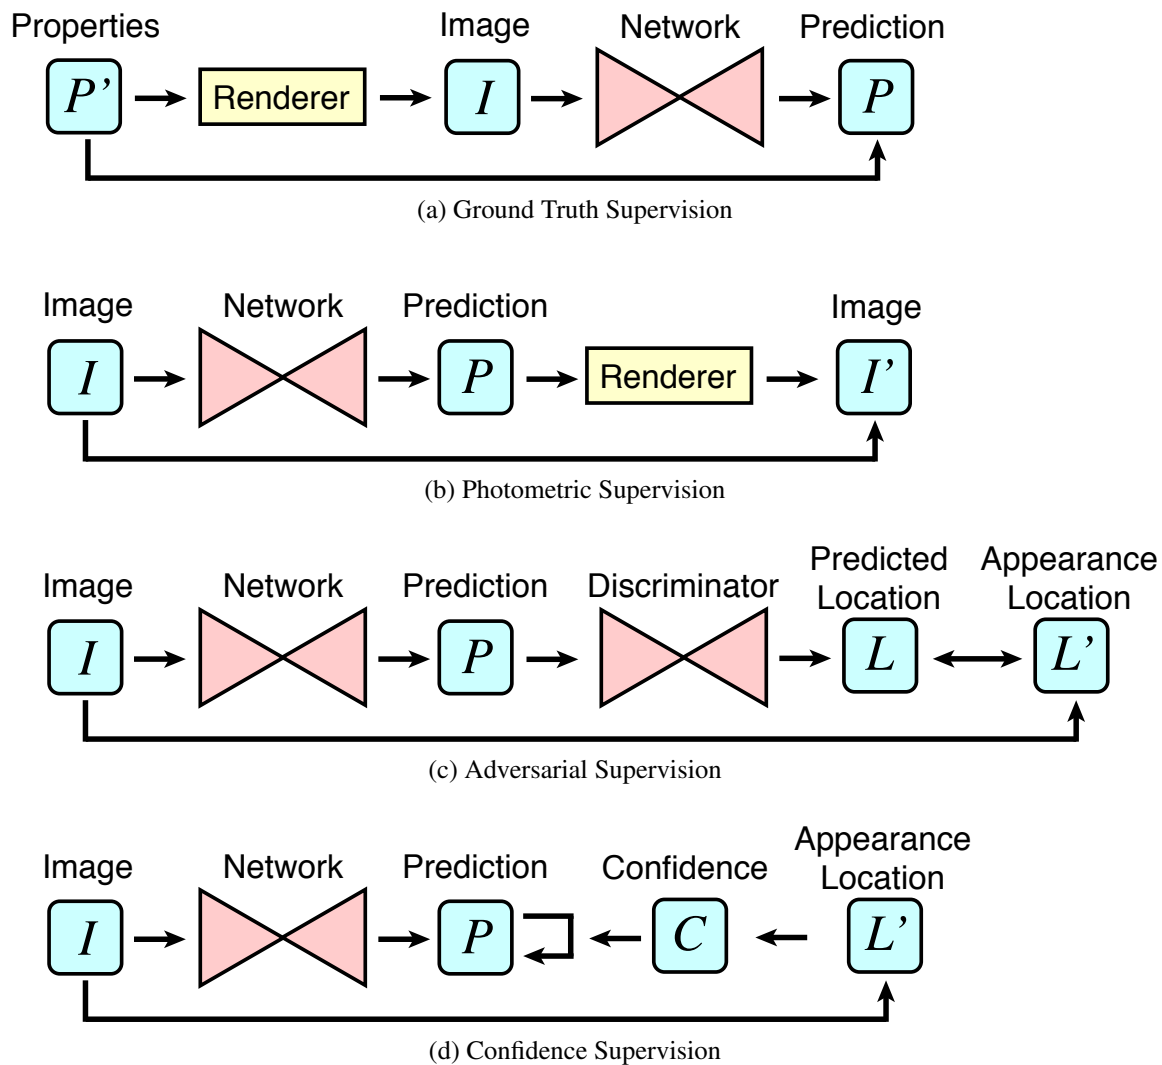 Properties
Image
Network
Prediction
P’
Renderer
I
P
(a) Ground Truth Supervision
Image
Network
Prediction
Image
I
P
Renderer
I’
(b) Photometric Supervision
Image
Network
Prediction
Discriminator
Predicted
Location
Appearance
Location
I
P
L
L’
(c) Adversarial Supervision
Image
Network
Prediction
Confidence
Appearance
Location
I
P
C
L’
(d) Confidence Supervision